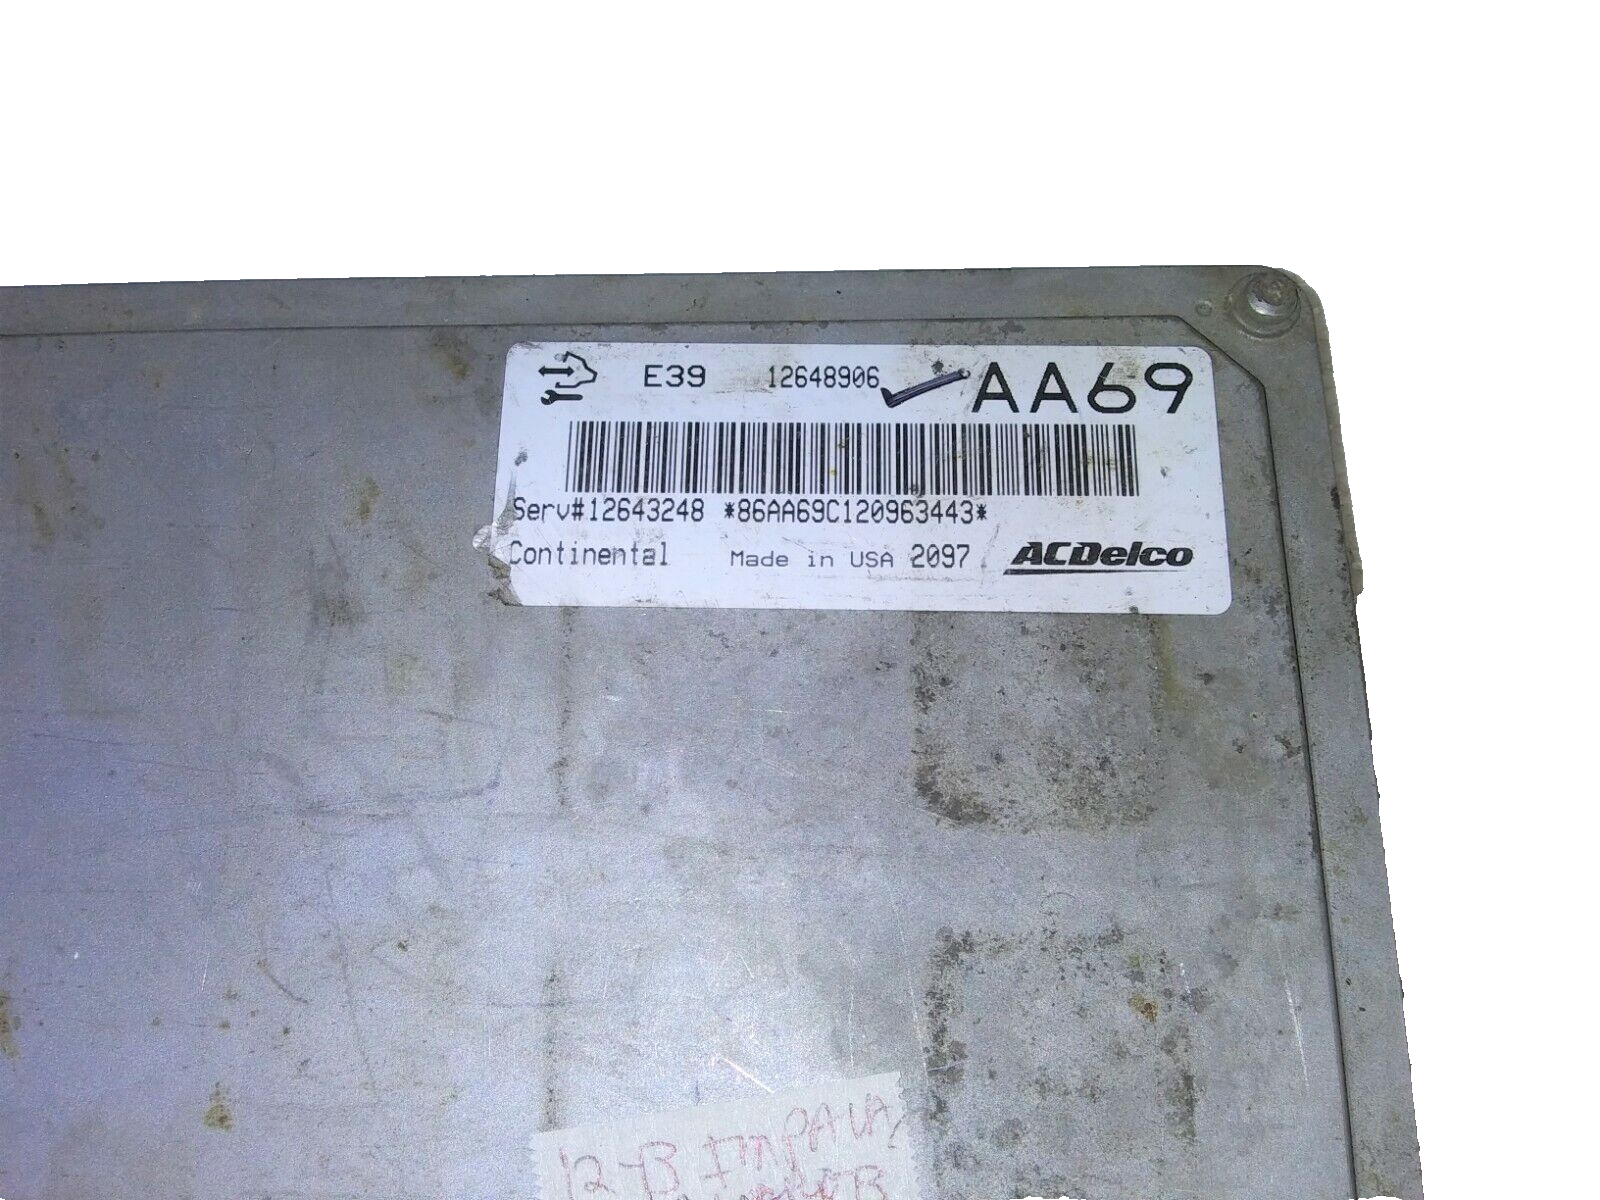 E39 12648906 AA69
Serv#12643248 *86AA69C120963443*
Continental Made in USA 2097 ACDelco
12-13 IMPALA